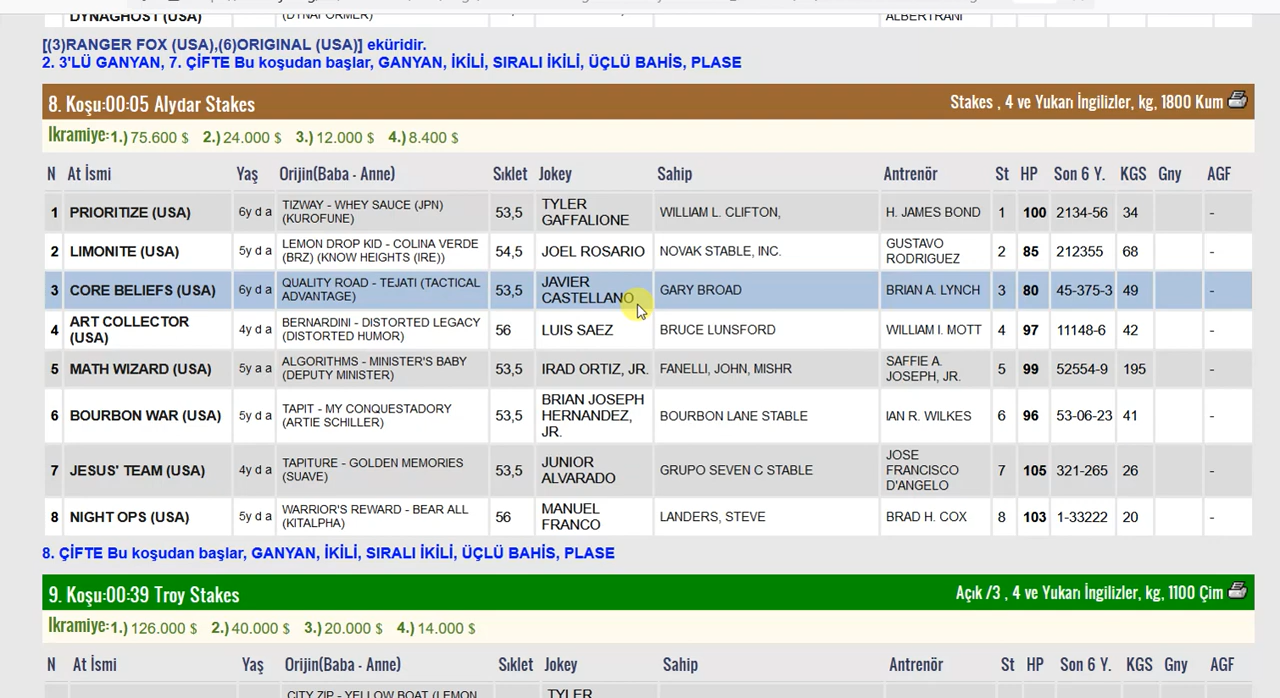 DYNAGHOST (USA) (DYNAFORMER) ALBERTRANI
[(3)RANGER FOX (USA),(6)ORIGINAL (USA)] eküridir.
2. 3'LÜ GANYAN, 7. ÇİFTE Bu koşudan başlar, GANYAN, İKİLİ, SIRALI İKİLİ, ÜÇLÜ BAHİS, PLASE
8. Koşu:00:05 Alydar Stakes Stakes , 4 ve Yukarı İngilizler, kg, 1800 Kum
İkramiye:1.) 75.600 $ 2.) 24.000 $ 3.) 12.000 $ 4.) 8.400 $
N At İsmi Yaş Orijin(Baba - Anne) Sıklet Jokey Sahip Antrenör St HP Son 6 Y. KGS Gny AGF
1 PRIORITIZE (USA) 6y d a TIZWAY - WHEY SAUCE (JPN) (KUROFUNE) 53,5 TYLER GAFFALIONE WILLIAM L. CLIFTON, H. JAMES BOND 1 100 2134-56 34 -
2 LIMONITE (USA) 5y d a LEMON DROP KID - COLINA VERDE (BRZ) (KNOW HEIGHTS (IRE)) 54,5 JOEL ROSARIO NOVAK STABLE, INC. GUSTAVO RODRIGUEZ 2 85 212355 68 -
3 CORE BELIEFS (USA) 6y d a QUALITY ROAD - TEJATI (TACTICAL ADVANTAGE) 53,5 JAVIER CASTELLANO GARY BROAD BRIAN A. LYNCH 3 80 45-375-3 49 -
4 ART COLLECTOR (USA) 4y d a BERNARDINI - DISTORTED LEGACY (DISTORTED HUMOR) 56 LUIS SAEZ BRUCE LUNSFORD WILLIAM I. MOTT 4 97 11148-6 42 -
5 MATH WIZARD (USA) 5y a a ALGORITHMS - MINISTER'S BABY (DEPUTY MINISTER) 53,5 IRAD ORTIZ, JR. FANELLI, JOHN, MISHR SAFFIE A. JOSEPH, JR. 5 99 52554-9 195 -
6 BOURBON WAR (USA) 5y d a TAPIT - MY CONQUESTADORY (ARTIE SCHILLER) 53,5 BRIAN JOSEPH HERNANDEZ, JR. BOURBON LANE STABLE IAN R. WILKES 6 96 53-06-23 41 -
7 JESUS' TEAM (USA) 4y d a TAPITURE - GOLDEN MEMORIES (SUAVE) 53,5 JUNIOR ALVARADO GRUPO SEVEN C STABLE JOSE FRANCISCO D'ANGELO 7 105 321-265 26 -
8 NIGHT OPS (USA) 5y d a WARRIOR'S REWARD - BEAR ALL (KITALPHA) 56 MANUEL FRANCO LANDERS, STEVE BRAD H. COX 8 103 1-33222 20 -
8. ÇİFTE Bu koşudan başlar, GANYAN, İKİLİ, SIRALI İKİLİ, ÜÇLÜ BAHİS, PLASE
9. Koşu:00:39 Troy Stakes Açık /3 , 4 ve Yukarı İngilizler, kg, 1100 Çim
İkramiye:1.) 126.000 $ 2.) 40.000 $ 3.) 20.000 $ 4.) 14.000 $
N At İsmi Yaş Orijin(Baba - Anne) Sıklet Jokey Sahip Antrenör St HP Son 6 Y. KGS Gny AGF
CITY ZIP - YELLOW BOAT (LEMON TYLER